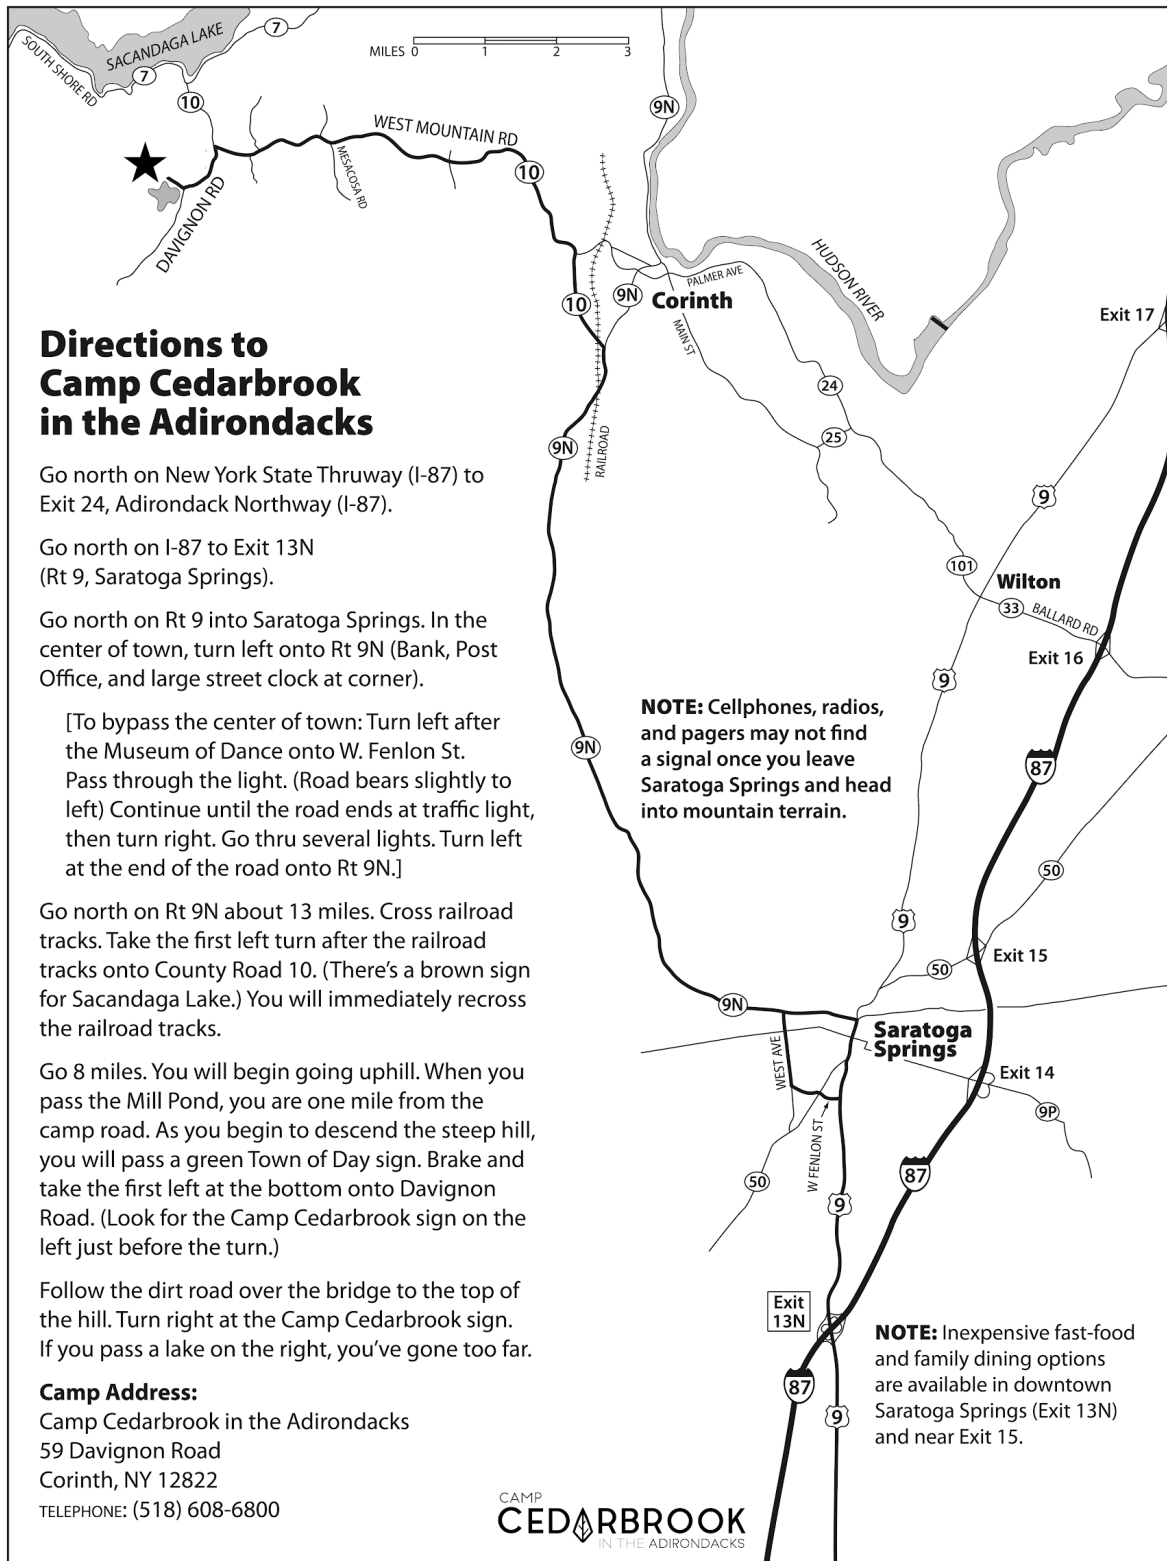 SACANDAGA LAKE
7
SOUTH SHORE RD
7
10
MILES 0 1 2 3
9N
WEST MOUNTAIN RD
MESACOSA RD
10
DAVIGNON RD
HUDSON RIVER
PALMER AVE
10
9N
Corinth
MAIN ST
Exit 17
24
25
9N
RAILROAD
9
101
Wilton
33
BALLARD RD
Exit 16
9
87
9N
50
9
50
Exit 15
9N
Saratoga
Springs
WEST AVE
Exit 14
9P
W FENLON ST
50
87
9
Exit
13N
87
9
Directions to
Camp Cedarbrook
in the Adirondacks
Go north on New York State Thruway (I-87) to
Exit 24, Adirondack Northway (I-87).
Go north on I-87 to Exit 13N
(Rt 9, Saratoga Springs).
Go north on Rt 9 into Saratoga Springs. In the
center of town, turn left onto Rt 9N (Bank, Post
Office, and large street clock at corner).
[To bypass the center of town: Turn left after
the Museum of Dance onto W. Fenlon St.
Pass through the light. (Road bears slightly to
left) Continue until the road ends at traffic light,
then turn right. Go thru several lights. Turn left
at the end of the road onto Rt 9N.]
Go north on Rt 9N about 13 miles. Cross railroad
tracks. Take the first left turn after the railroad
tracks onto County Road 10. (There's a brown sign
for Sacandaga Lake.) You will immediately recross
the railroad tracks.
Go 8 miles. You will begin going uphill. When you
pass the Mill Pond, you are one mile from the
camp road. As you begin to descend the steep hill,
you will pass a green Town of Day sign. Brake and
take the first left at the bottom onto Davignon
Road. (Look for the Camp Cedarbrook sign on the
left just before the turn.)
Follow the dirt road over the bridge to the top of
the hill. Turn right at the Camp Cedarbrook sign.
If you pass a lake on the right, you've gone too far.
Camp Address:
Camp Cedarbrook in the Adirondacks
59 Davignon Road
Corinth, NY 12822
TELEPHONE: (518) 608-6800
NOTE: Cellphones, radios,
and pagers may not find
a signal once you leave
Saratoga Springs and head
into mountain terrain.
NOTE: Inexpensive fast-food
and family dining options
are available in downtown
Saratoga Springs (Exit 13N)
and near Exit 15.
CAMP
CEDARBROOK
IN THE ADIRONDACKS